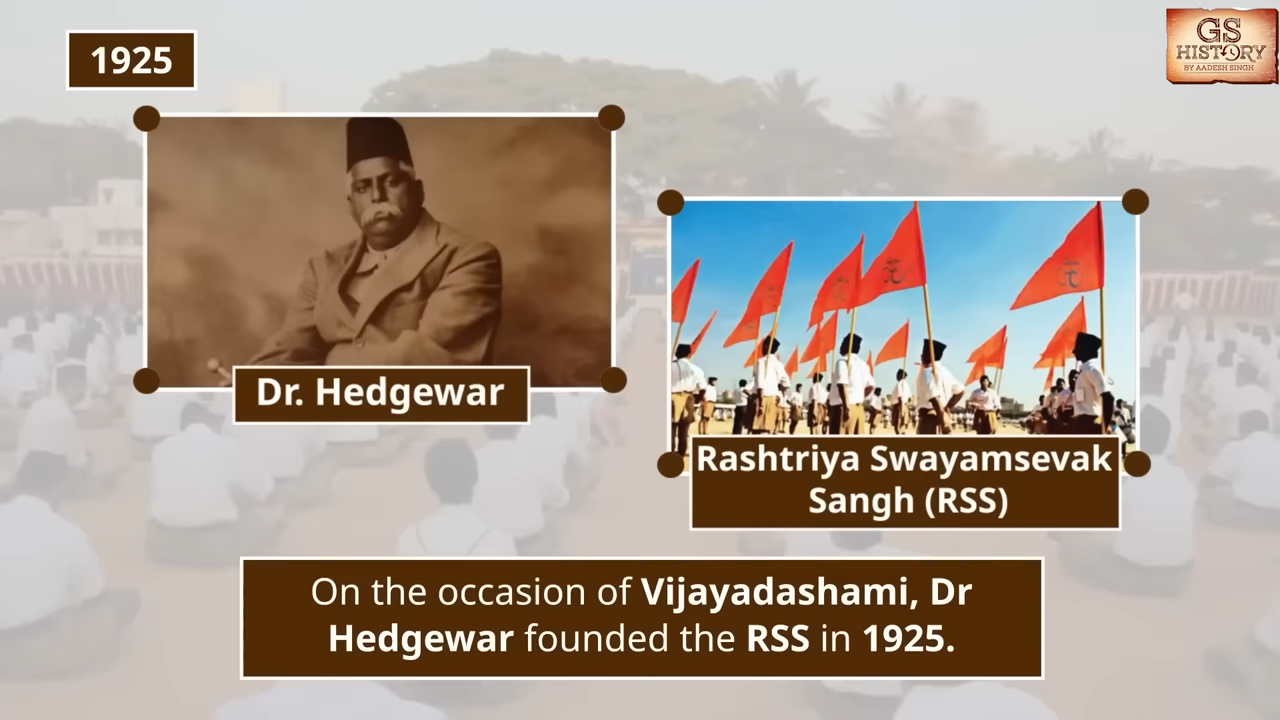 1925
GS
HISTORY
BY AADESH SINGH
Dr. Hedgewar
Rashtriya Swayamsevak
Sangh (RSS)
On the occasion of Vijayadashami, Dr
Hedgewar founded the RSS in 1925.